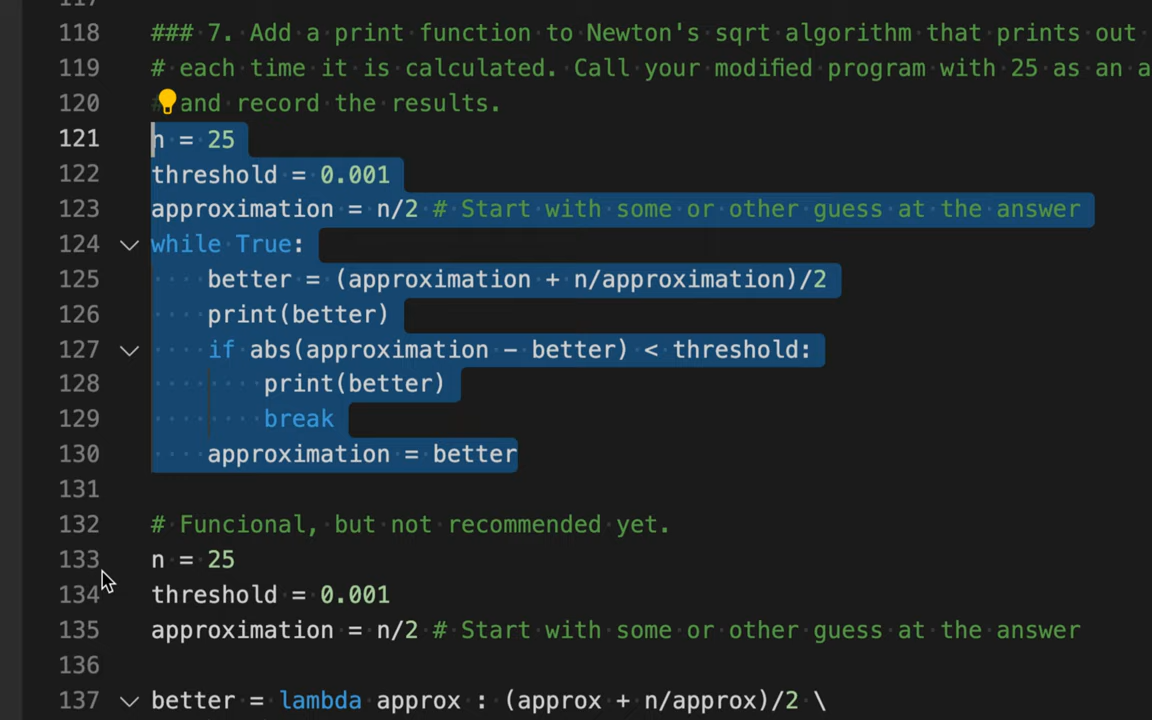 117
118 ### 7. Add a print function to Newton's sqrt algorithm that prints out
119 # each time it is calculated. Call your modified program with 25 as an a
120 # and record the results.
121 n = 25
122 threshold = 0.001
123 approximation = n/2 # Start with some or other guess at the answer
124 while True:
125     better = (approximation + n/approximation)/2
126     print(better)
127     if abs(approximation - better) < threshold:
128         print(better)
129         break
130     approximation = better
131
132 # Funcional, but not recommended yet.
133 n = 25
134 threshold = 0.001
135 approximation = n/2 # Start with some or other guess at the answer
136
137 better = lambda approx : (approx + n/approx)/2 \